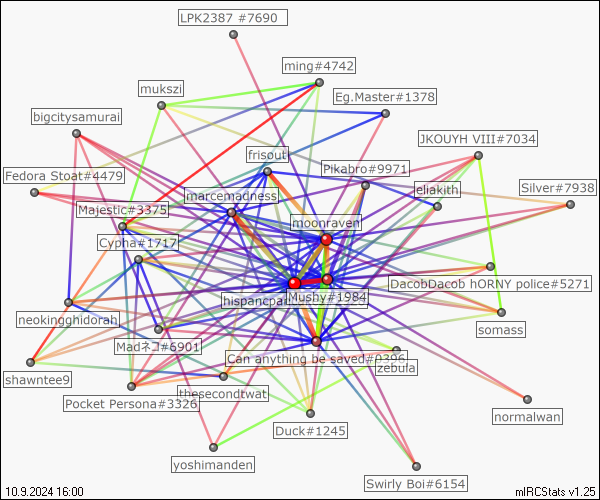 LPK2387 #7690
ming#4742
mukszi
Eg.Master#1378
bigcitysamurai
JKOUYH VIII#7034
frisout
Pikabro#9971
Fedora Stoat#4479
eliakith
Silver#7938
marcemadness
Majestic#3375
moonraven
Cypha#1717
DacobDacob hORNY police#5271
hispancpa
Mushy#1984
neokingghidorah
somass
Madネコ#6901
Can anything be saved#0396
zebula
shawntee9
thesecondtwat
Pocket Persona#3326
normalwan
Duck#1245
yoshimanden
Swirly Boi#6154
10.9.2024 16:00
mIRCStats v1.25